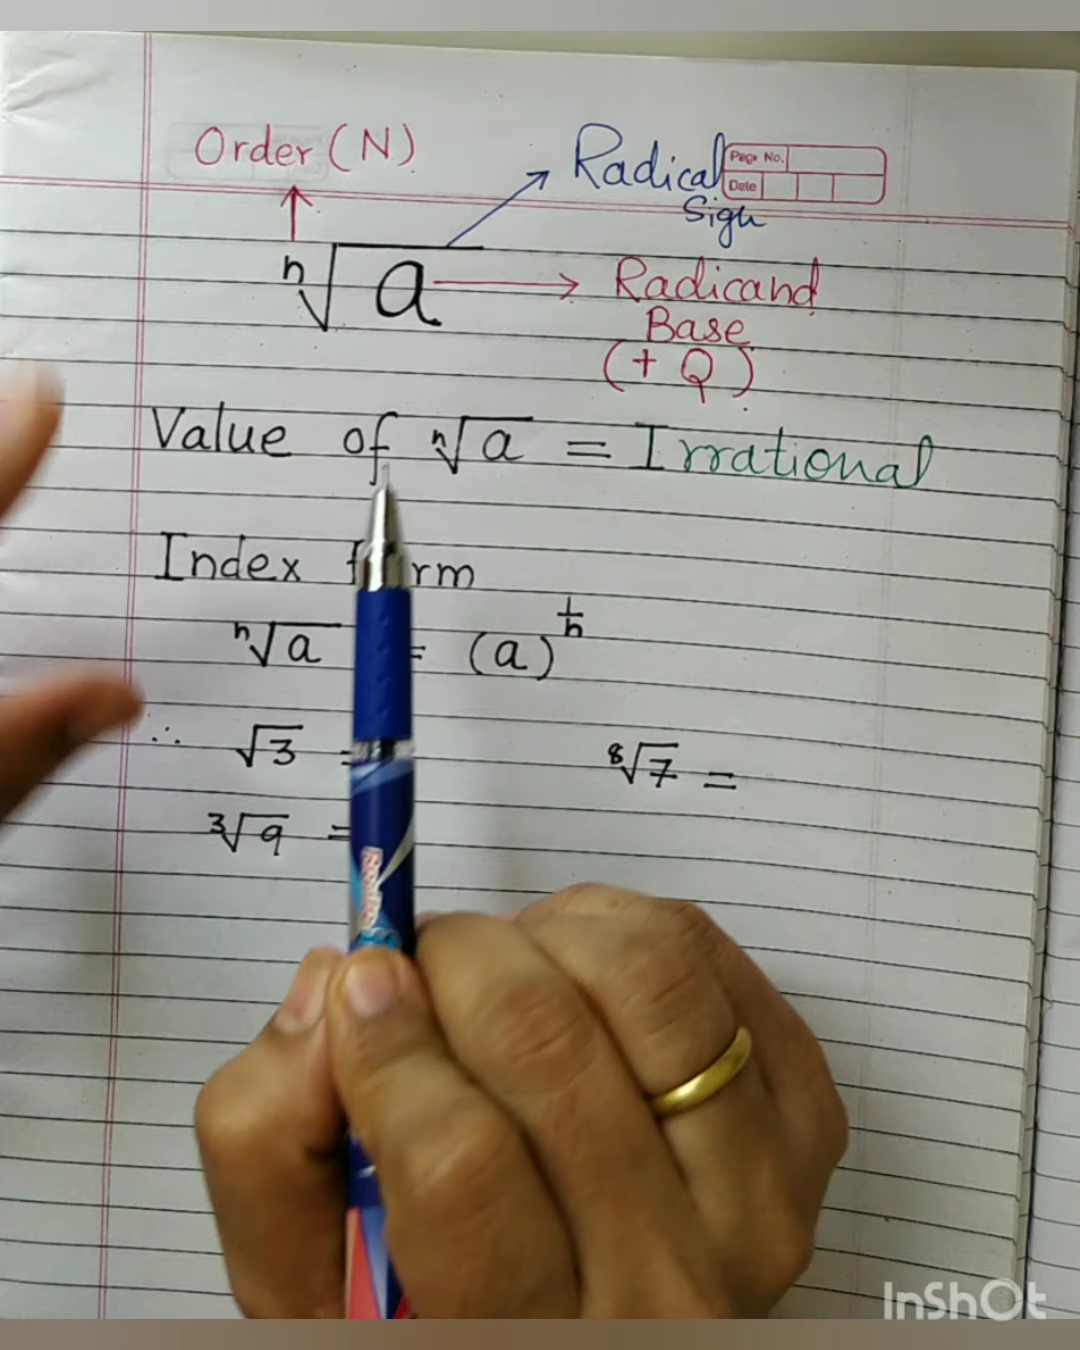 Order (N)
Radical
Sign
Page No.
Date
n√a
Radicand
Base
(+ Q)
Value of n√a = Irrational
Index form
n√a = (a)^1/n
∴ √3 =
8√7 =
3√9 =
InShOt